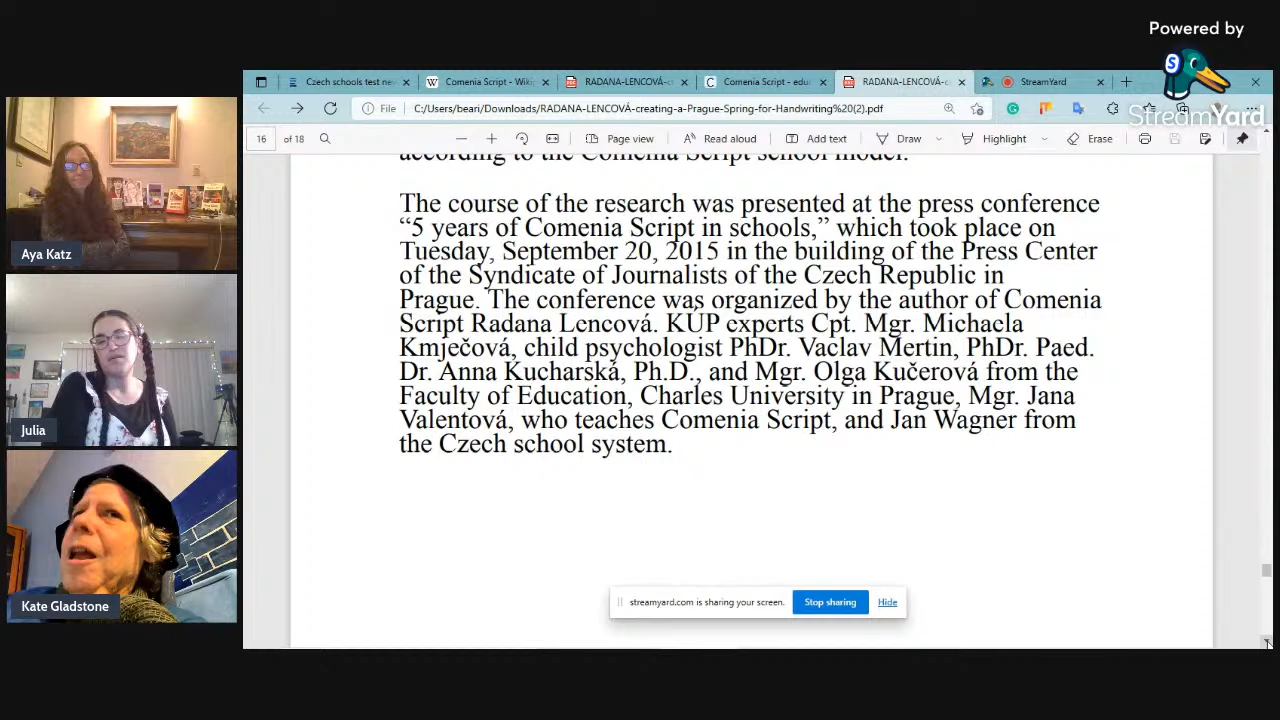 Powered by
StreamYard
Czech schools test ne
Comenia Script - Wiki
RADANA-LENCOVÁ-c
Comenia Script - edu
RADANA-LENCOVÁ-c
StreamYard
File
C:/Users/beari/Downloads/RADANA-LENCOVÁ-creating-a-Prague-Spring-for-Handwriting%20(2).pdf
16 of 18
Page view
Read aloud
Add text
Draw
Highlight
Erase
according to the Comenia Script school model.
The course of the research was presented at the press conference
“5 years of Comenia Script in schools,” which took place on
Tuesday, September 20, 2015 in the building of the Press Center
of the Syndicate of Journalists of the Czech Republic in
Prague. The conference was organized by the author of Comenia
Script Radana Lencová. KÚP experts Cpt. Mgr. Michaela
Kmječová, child psychologist PhDr. Vaclav Mertin, PhDr. Paed.
Dr. Anna Kucharská, Ph.D., and Mgr. Olga Kučerová from the
Faculty of Education, Charles University in Prague, Mgr. Jana
Valentová, who teaches Comenia Script, and Jan Wagner from
the Czech school system.
streamyard.com is sharing your screen.
Stop sharing
Hide
Aya Katz
Julia
Kate Gladstone